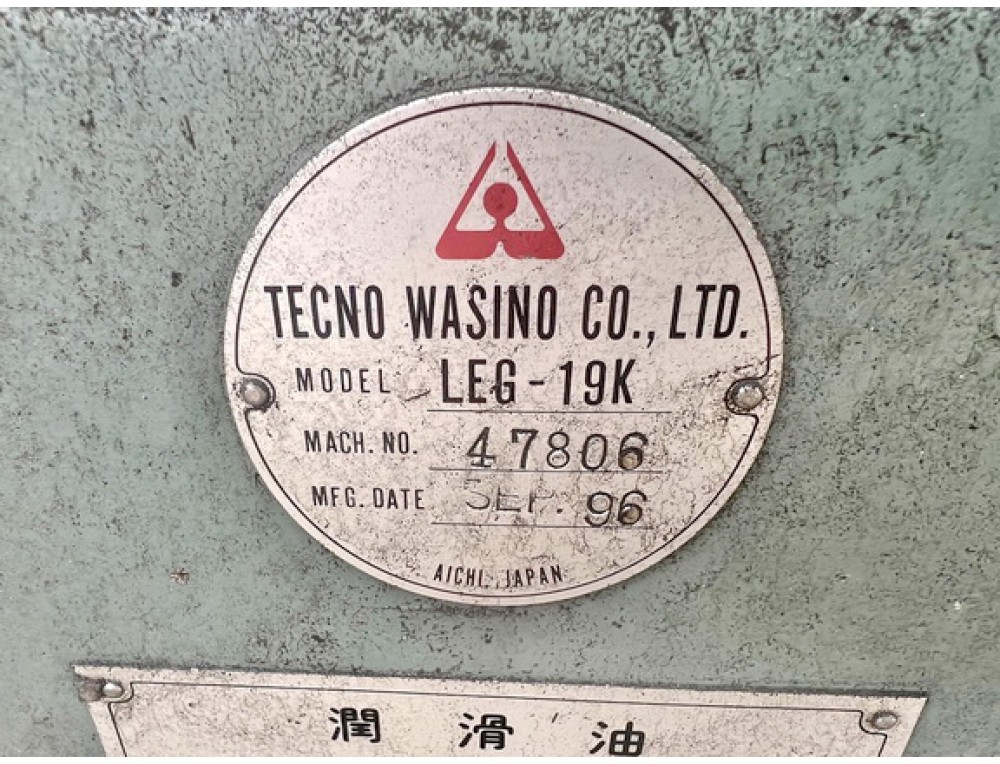 TECNO WASINO CO., LTD.
MODEL LEG-19K
MACH. NO. 47806
MFG. DATE SEP. 96
AICHI, JAPAN
潤滑油